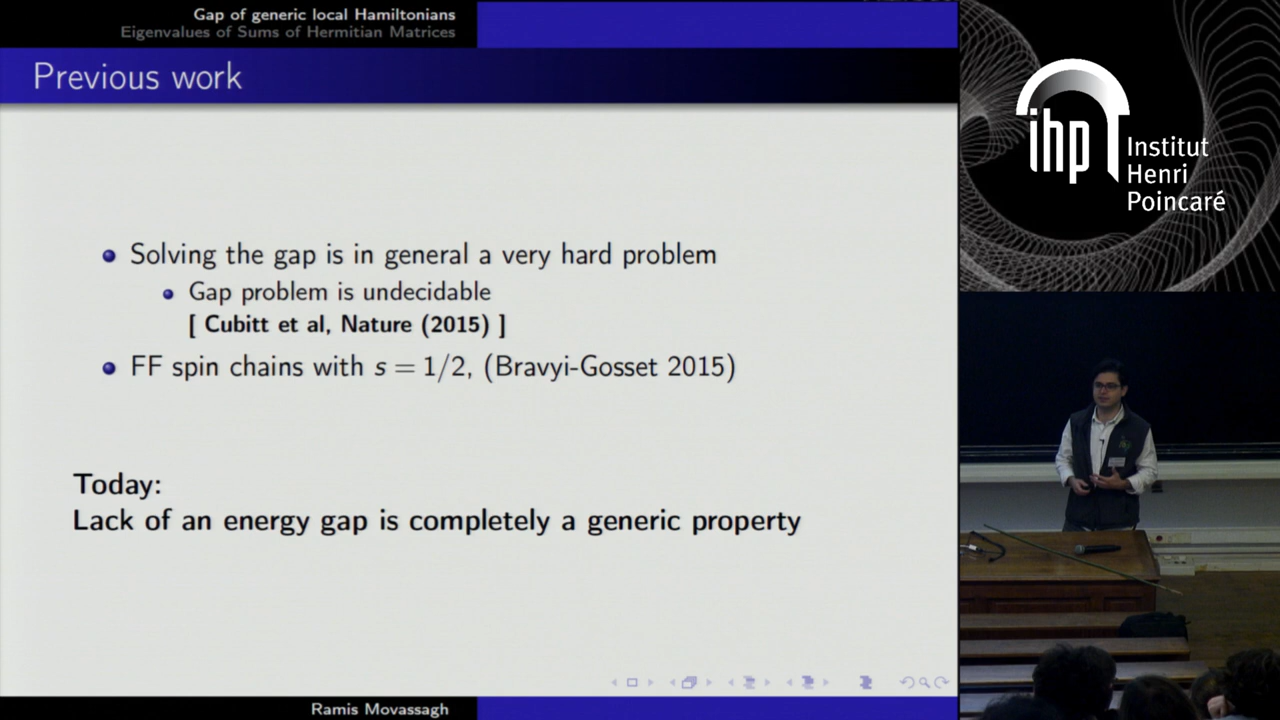 Gap of generic local Hamiltonians
Eigenvalues of Sums of Hermitian Matrices
Previous work
Solving the gap is in general a very hard problem
Gap problem is undecidable
[ Cubitt et al, Nature (2015) ]
FF spin chains with s = 1/2, (Bravyi-Gosset 2015)
Today:
Lack of an energy gap is completely a generic property
Ramis Movassagh
ihp
Institut
Henri
Poincaré